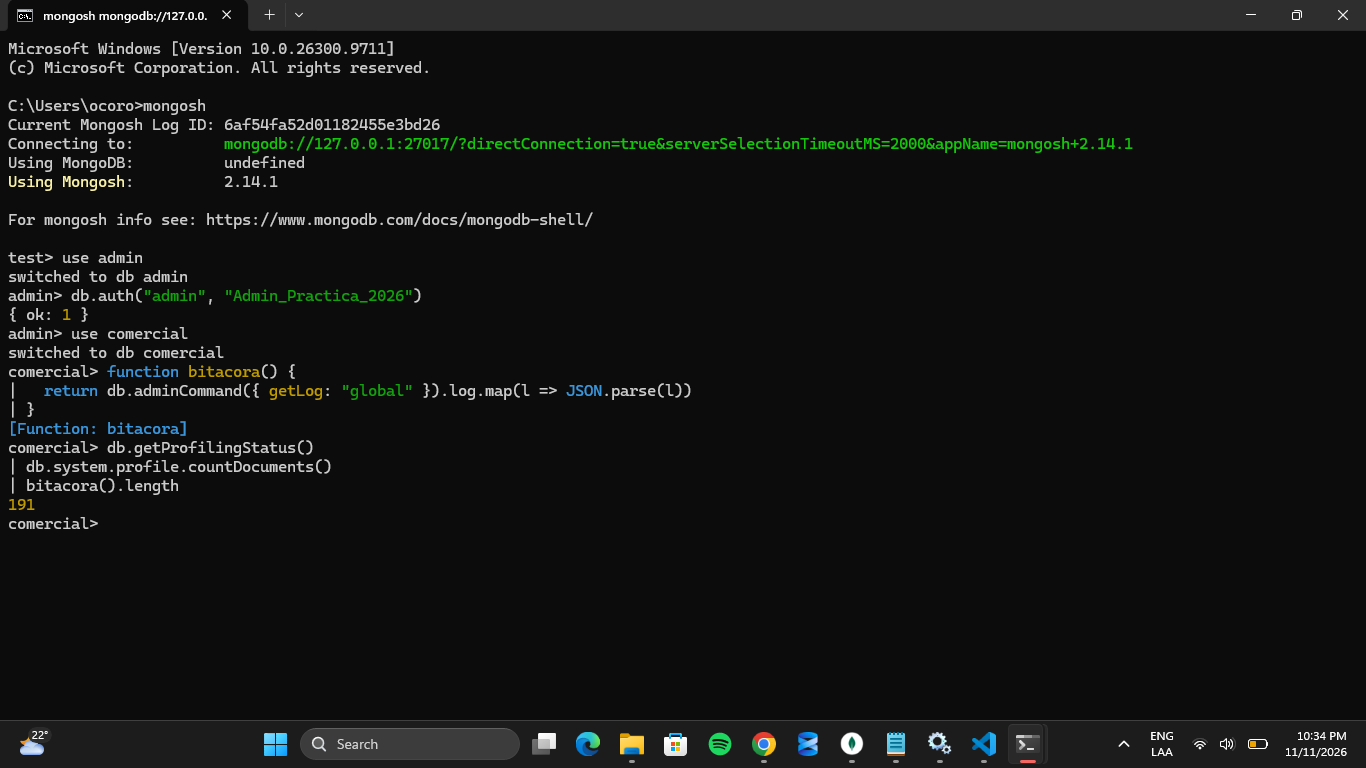 mongosh mongodb://127.0.0.
Microsoft Windows [Version 10.0.26300.9711]
(c) Microsoft Corporation. All rights reserved.
C:\Users\ocoro>mongosh
Current Mongosh Log ID: 6af54fa52d01182455e3bd26
Connecting to: mongodb://127.0.0.1:27017/?directConnection=true&serverSelectionTimeoutMS=2000&appName=mongosh+2.14.1
Using MongoDB: undefined
Using Mongosh: 2.14.1
For mongosh info see: https://www.mongodb.com/docs/mongodb-shell/
test> use admin
switched to db admin
admin> db.auth("admin", "Admin_Practica_2026")
{ ok: 1 }
admin> use comercial
switched to db comercial
comercial> function bitacora() {
|   return db.adminCommand({ getLog: "global" }).log.map(l => JSON.parse(l))
| }
[Function: bitacora]
comercial> db.getProfilingStatus()
| db.system.profile.countDocuments()
| bitacora().length
191
comercial>
22°
Search
ENG
LAA
10:34 PM
11/11/2026